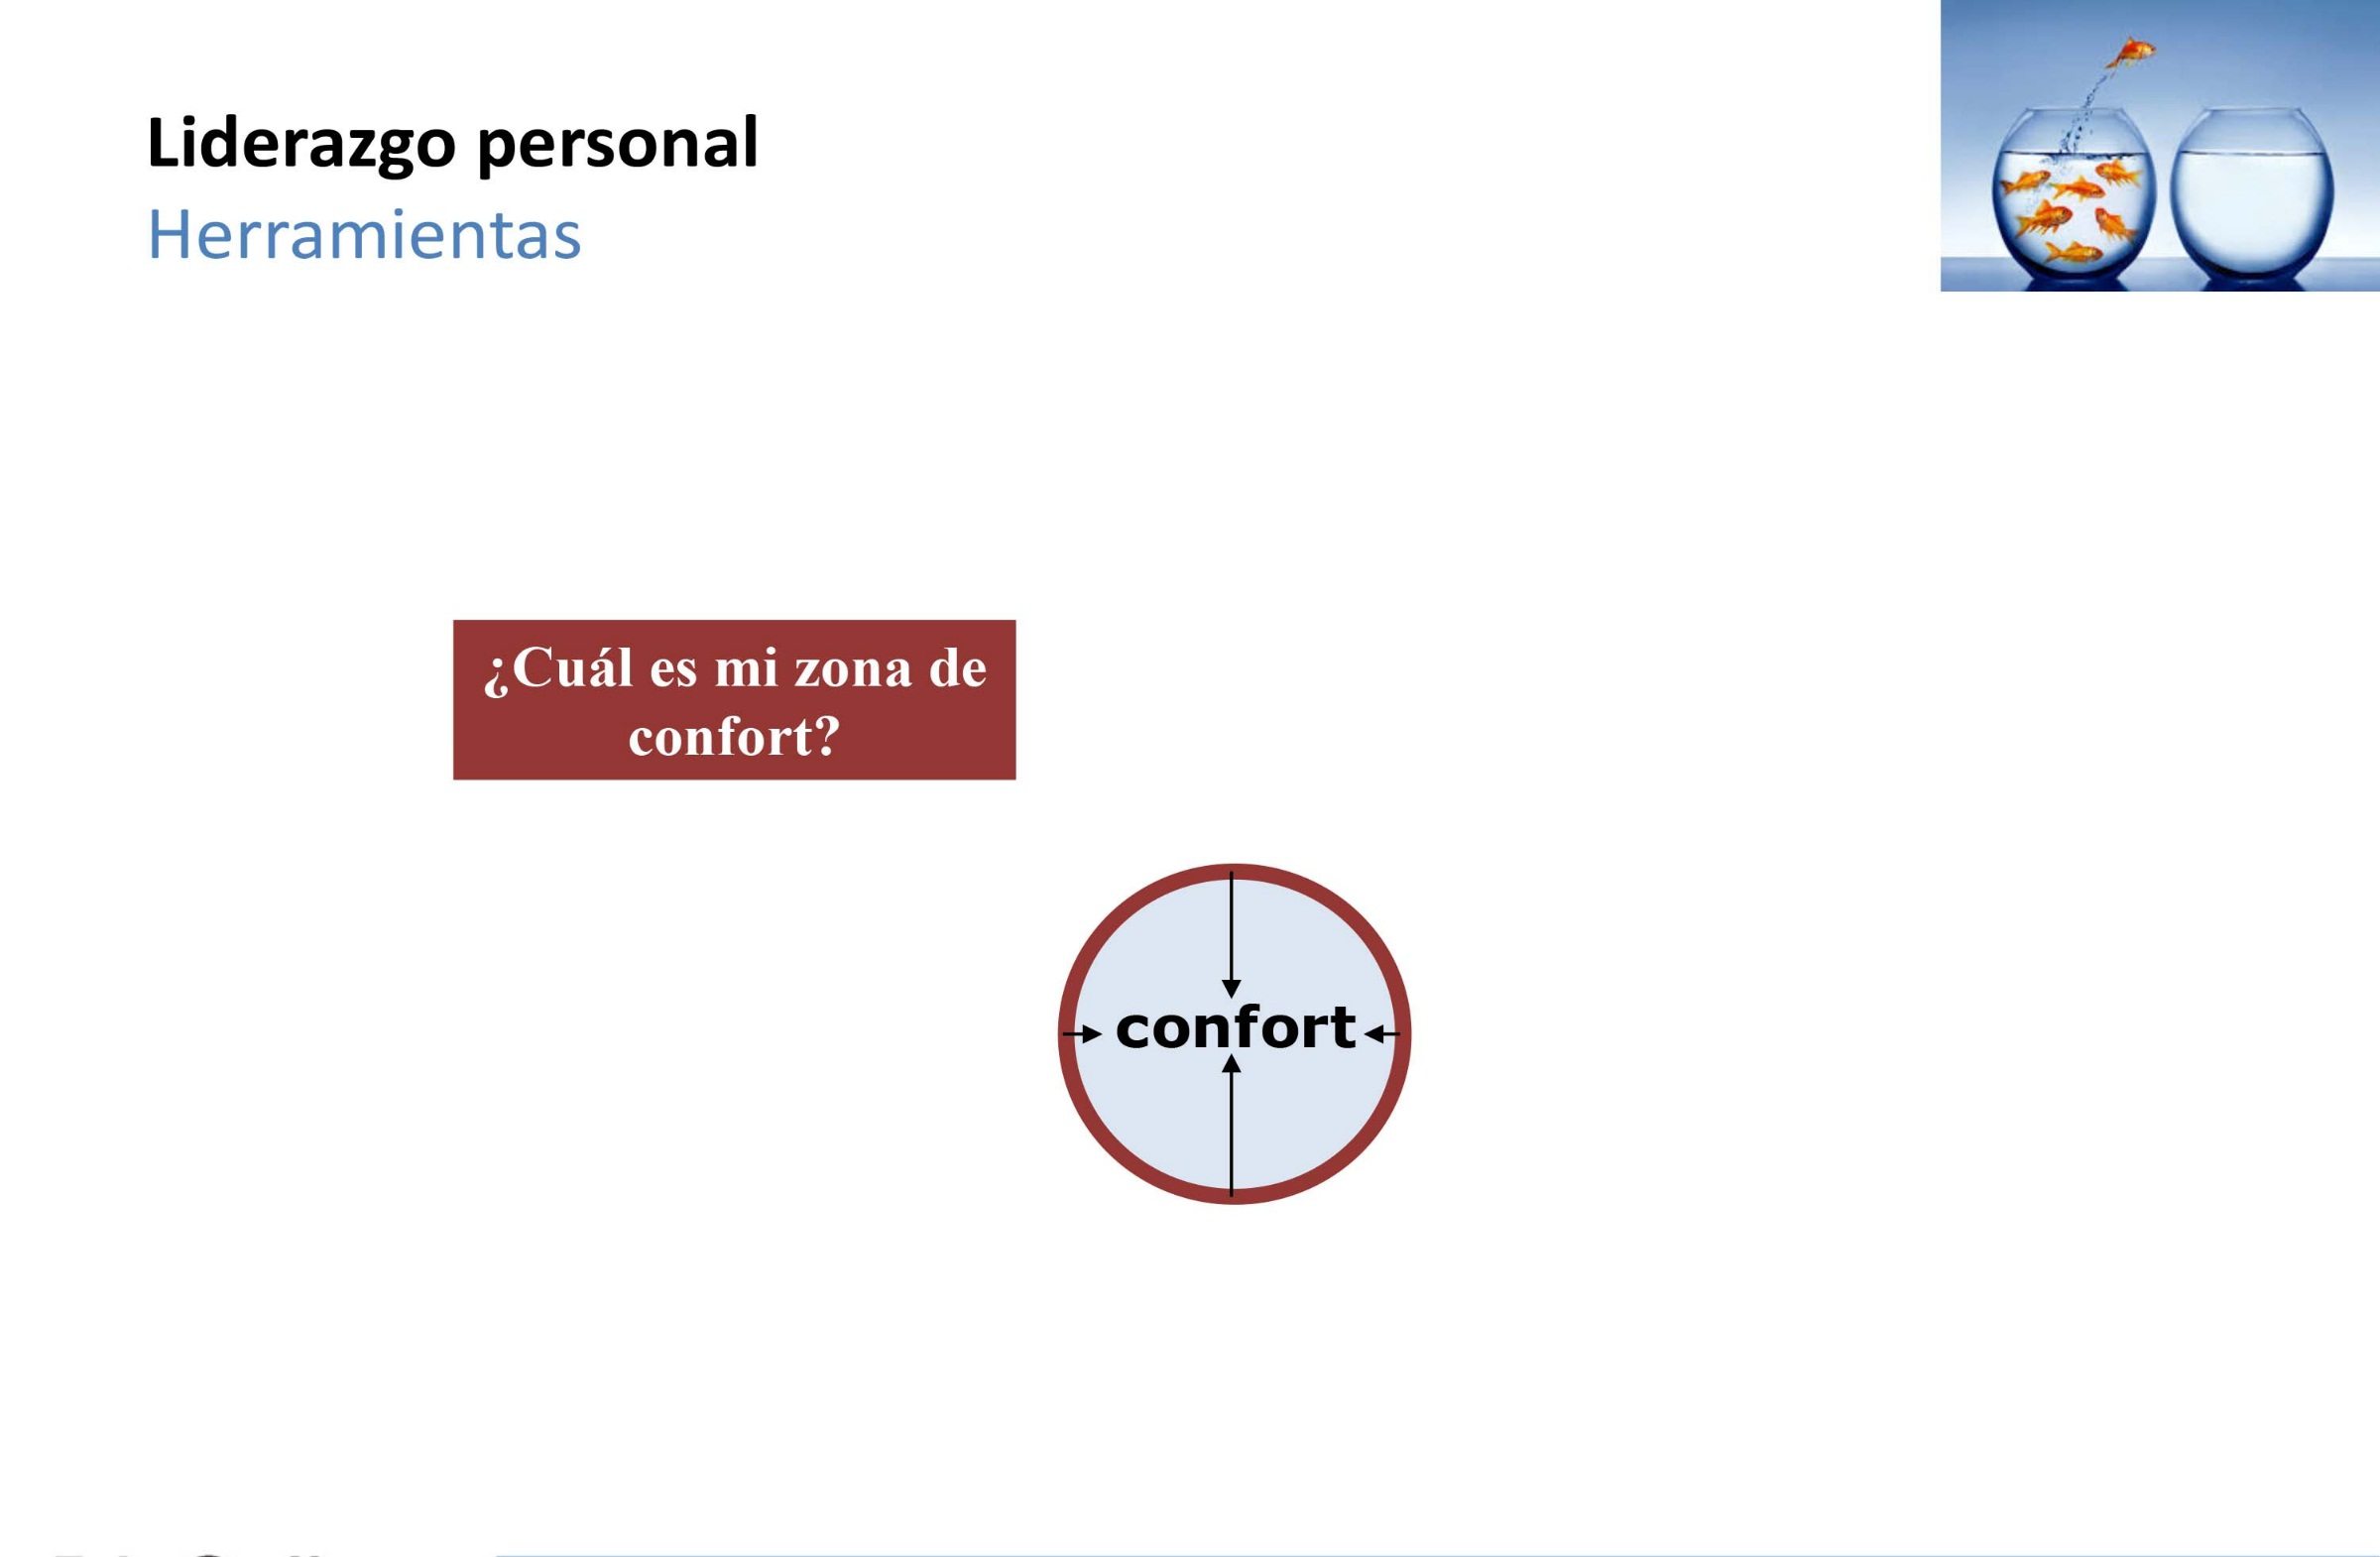 Liderazgo personal
Herramientas
¿Cuál es mi zona de
confort?
confort